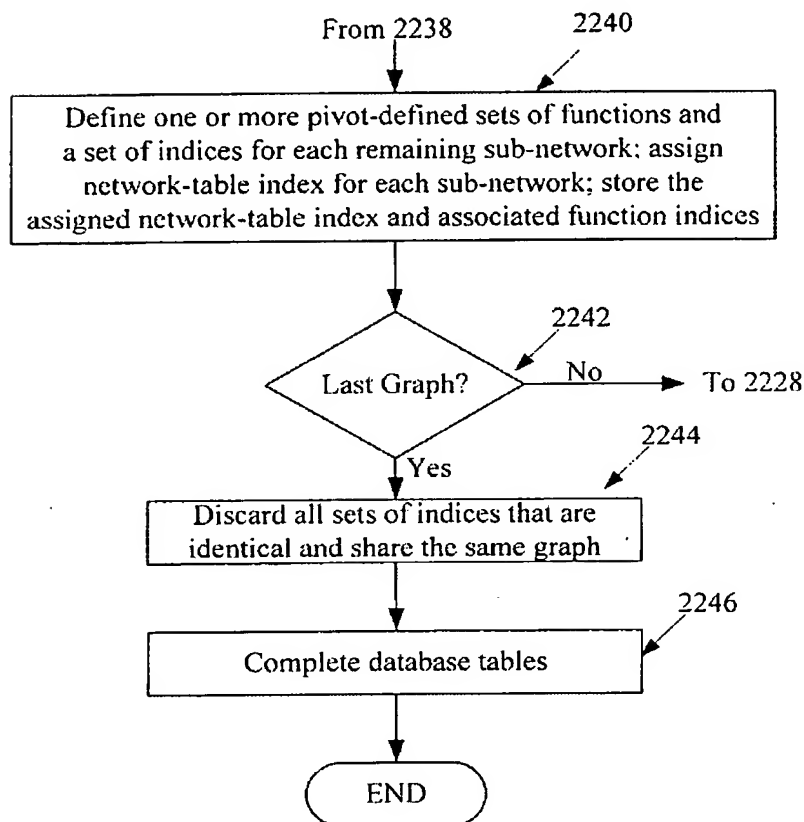 From 2238
2240
Define one or more pivot-defined sets of functions and
a set of indices for each remaining sub-network; assign
network-table index for each sub-network; store the
assigned network-table index and associated function indices
2242
Last Graph?
No
To 2228
2244
Yes
Discard all sets of indices that are
identical and share the same graph
2246
Complete database tables
END